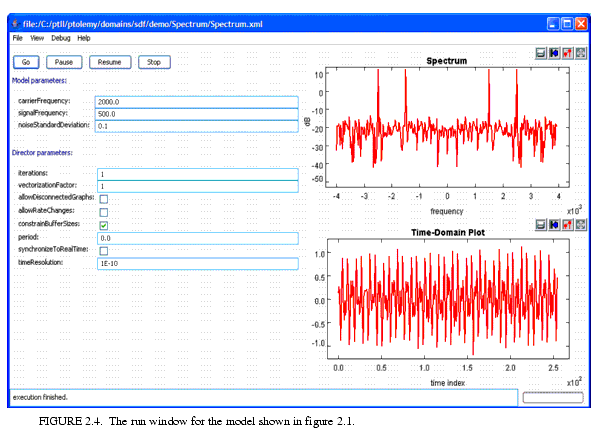 file:/C:/ptII/ptolemy/domains/sdf/demo/Spectrum/Spectrum.xml
File View Debug Help
Go Pause Resume Stop
Model parameters:
carrierFrequency: 2000.0
signalFrequency: 500.0
noiseStandardDeviation: 0.1
Director parameters:
iterations: 1
vectorizationFactor: 1
allowDisconnectedGraphs:
allowRateChanges:
constrainBufferSizes:
period: 0.0
synchronizeToRealTime:
timeResolution: 1E-10
Spectrum
10
0
-10
-20
-30
-40
-50
dB
-4 -3 -2 -1 0 1 2 3 4
frequency x10³
Time-Domain Plot
1.0
0.5
0.0
-0.5
-1.0
0.0 0.5 1.0 1.5 2.0 2.5
time index x10²
execution finished.
FIGURE 2.4. The run window for the model shown in figure 2.1.